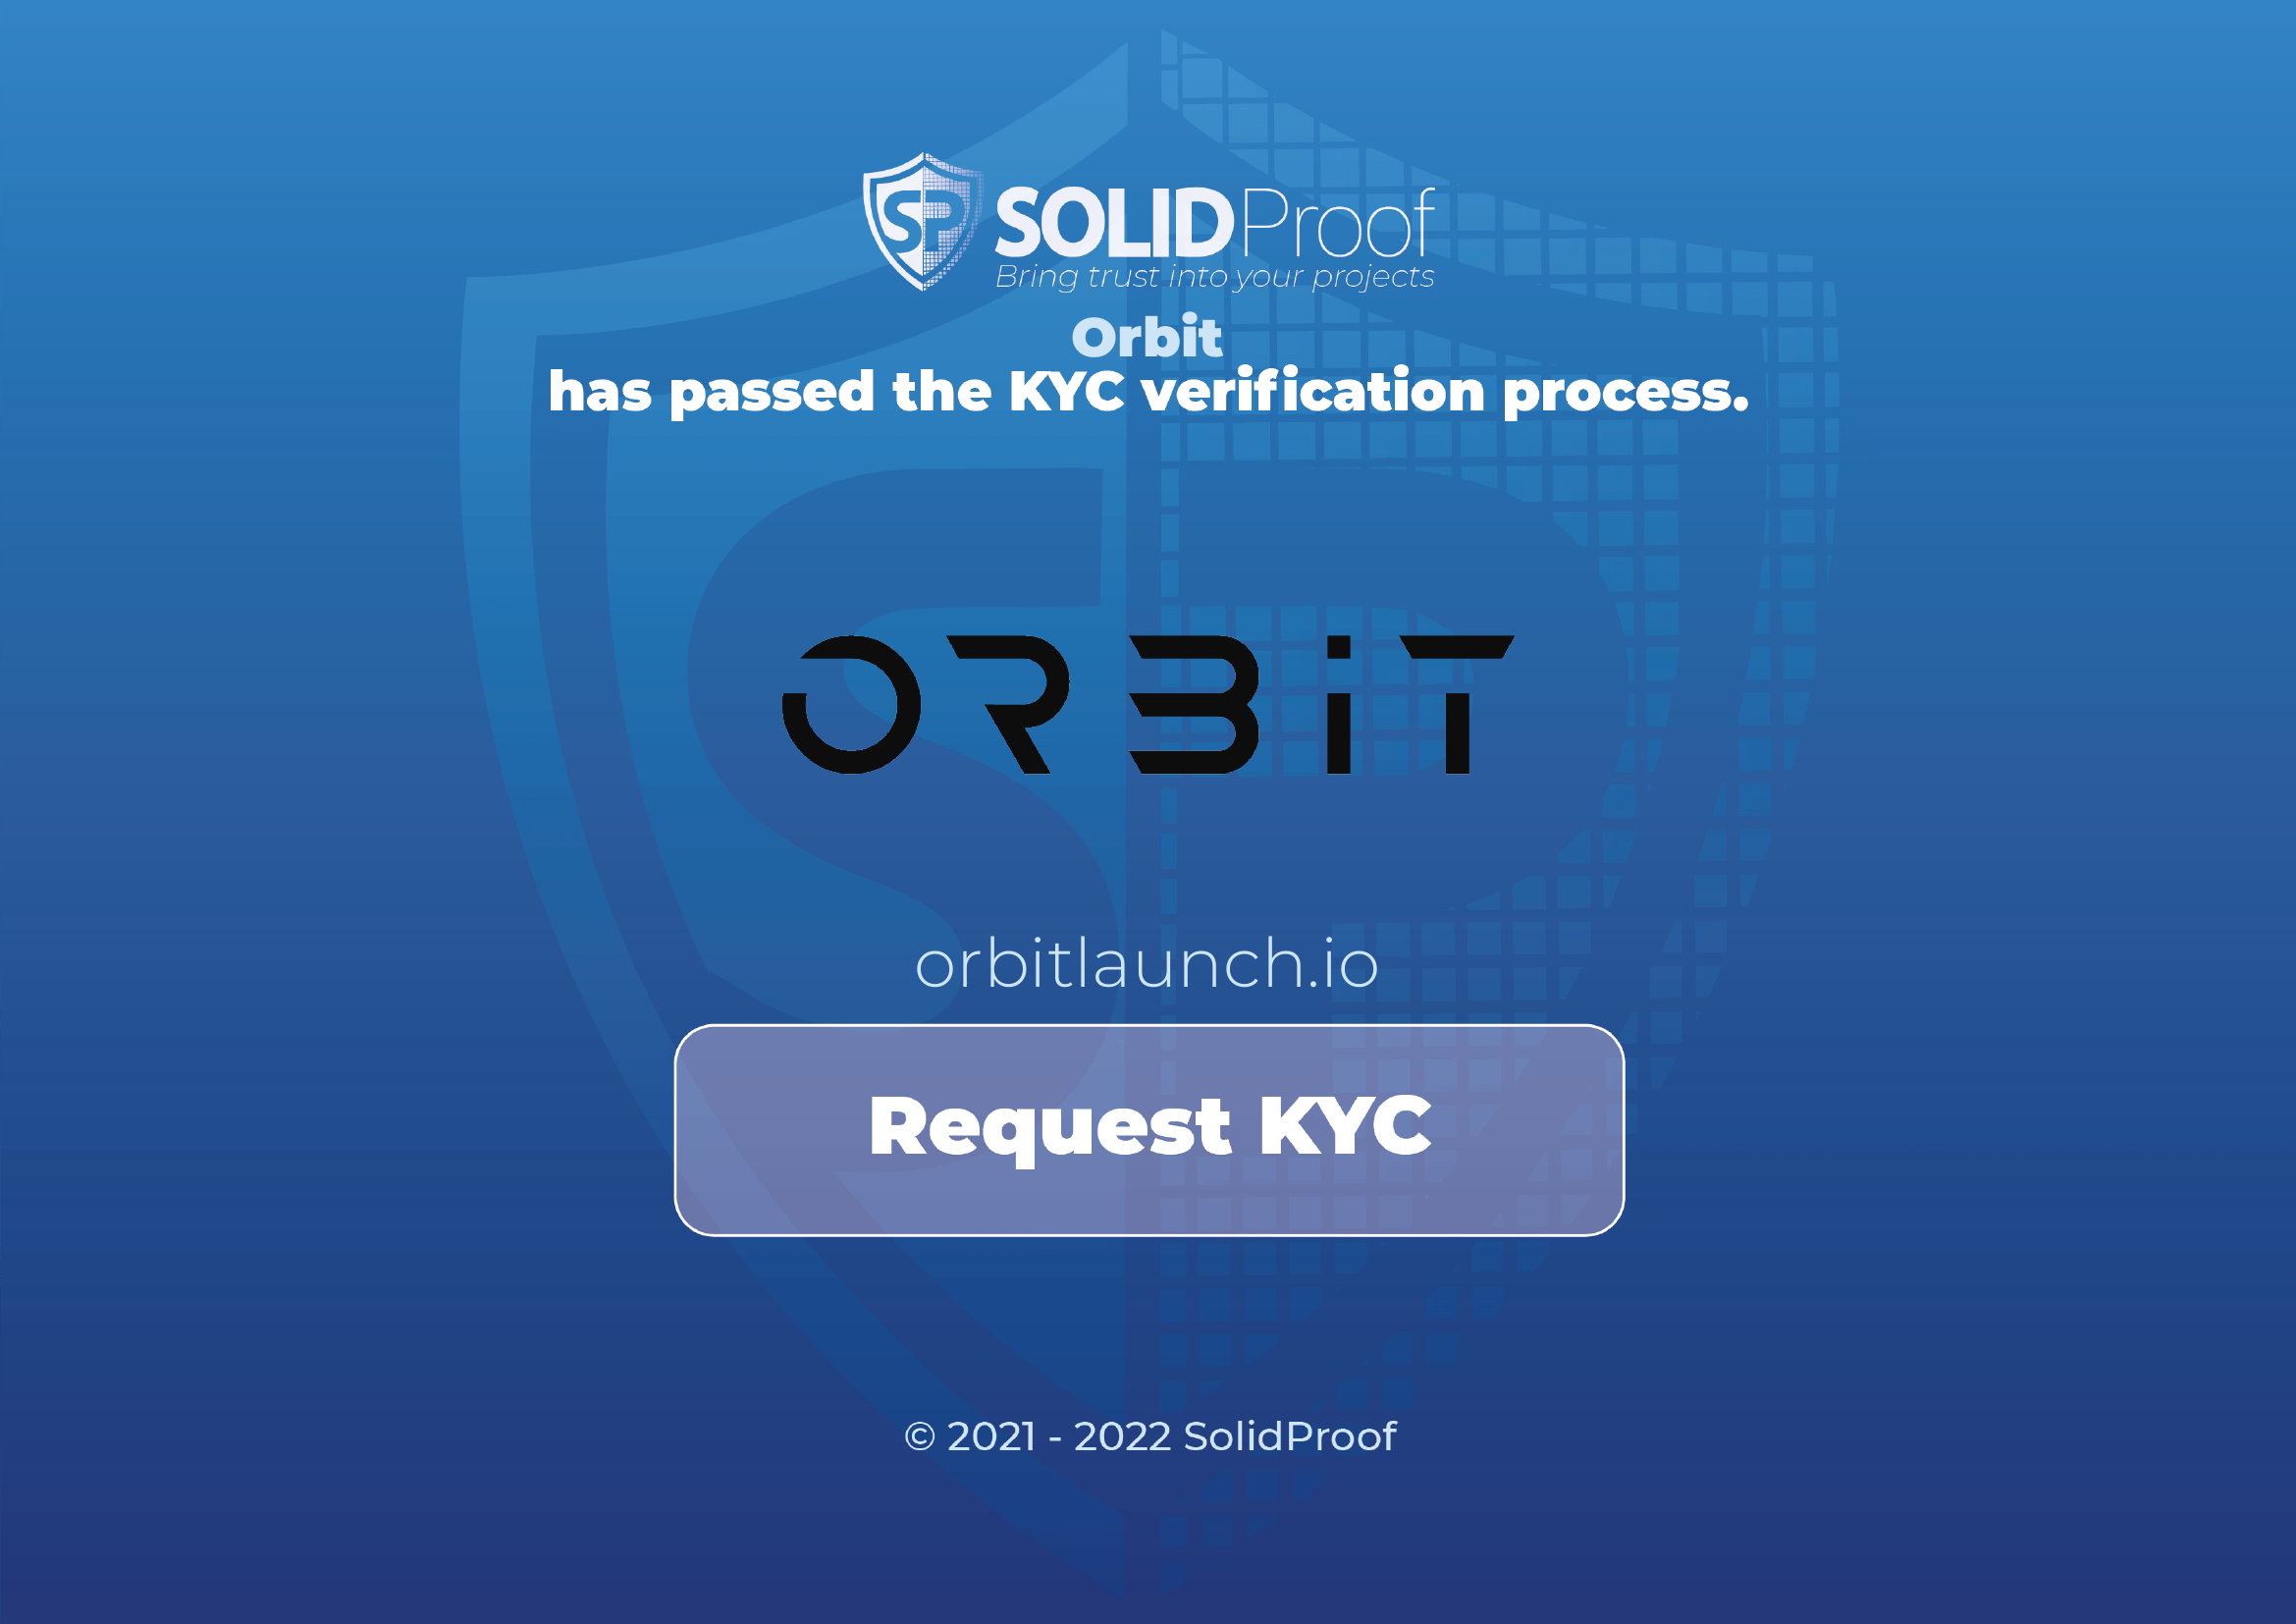 SP SOLIDProof
Bring trust into your projects
Orbit
has passed the KYC verification process.
ORBiT
orbitlaunch.io
Request KYC
© 2021 - 2022 SolidProof